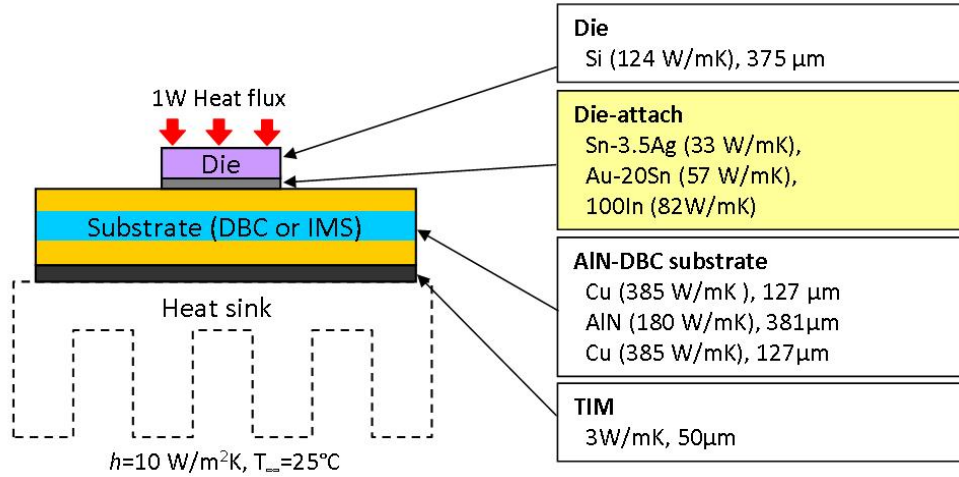 1W Heat flux
Die
Substrate (DBC or IMS)
Heat sink
h=10 W/m²K, T∞=25°C
Die
Si (124 W/mK), 375 µm
Die-attach
Sn-3.5Ag (33 W/mK),
Au-20Sn (57 W/mK),
100In (82W/mK)
AlN-DBC substrate
Cu (385 W/mK ), 127 µm
AlN (180 W/mK), 381µm
Cu (385 W/mK), 127µm
TIM
3W/mK, 50µm